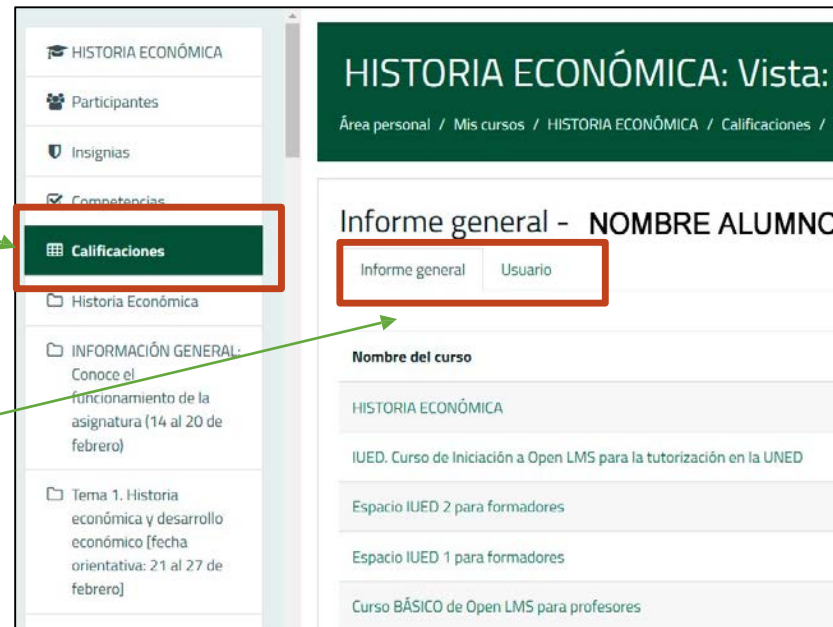 HISTORIA ECONÓMICA
Participantes
Insignias
Competencias
Calificaciones
Historia Económica
INFORMACIÓN GENERAL:
Conoce el
funcionamiento de la
asignatura (14 al 20 de
febrero)
Tema 1. Historia
económica y desarrollo
económico [fecha
orientativa: 21 al 27 de
febrero]
HISTORIA ECONÓMICA: Vista:
Área personal / Mis cursos / HISTORIA ECONÓMICA / Calificaciones /
Informe general - NOMBRE ALUMNO
Informe general Usuario
Nombre del curso
HISTORIA ECONÓMICA
IUED. Curso de Iniciación a Open LMS para la tutorización en la UNED
Espacio IUED 2 para formadores
Espacio IUED 1 para formadores
Curso BÁSICO de Open LMS para profesores